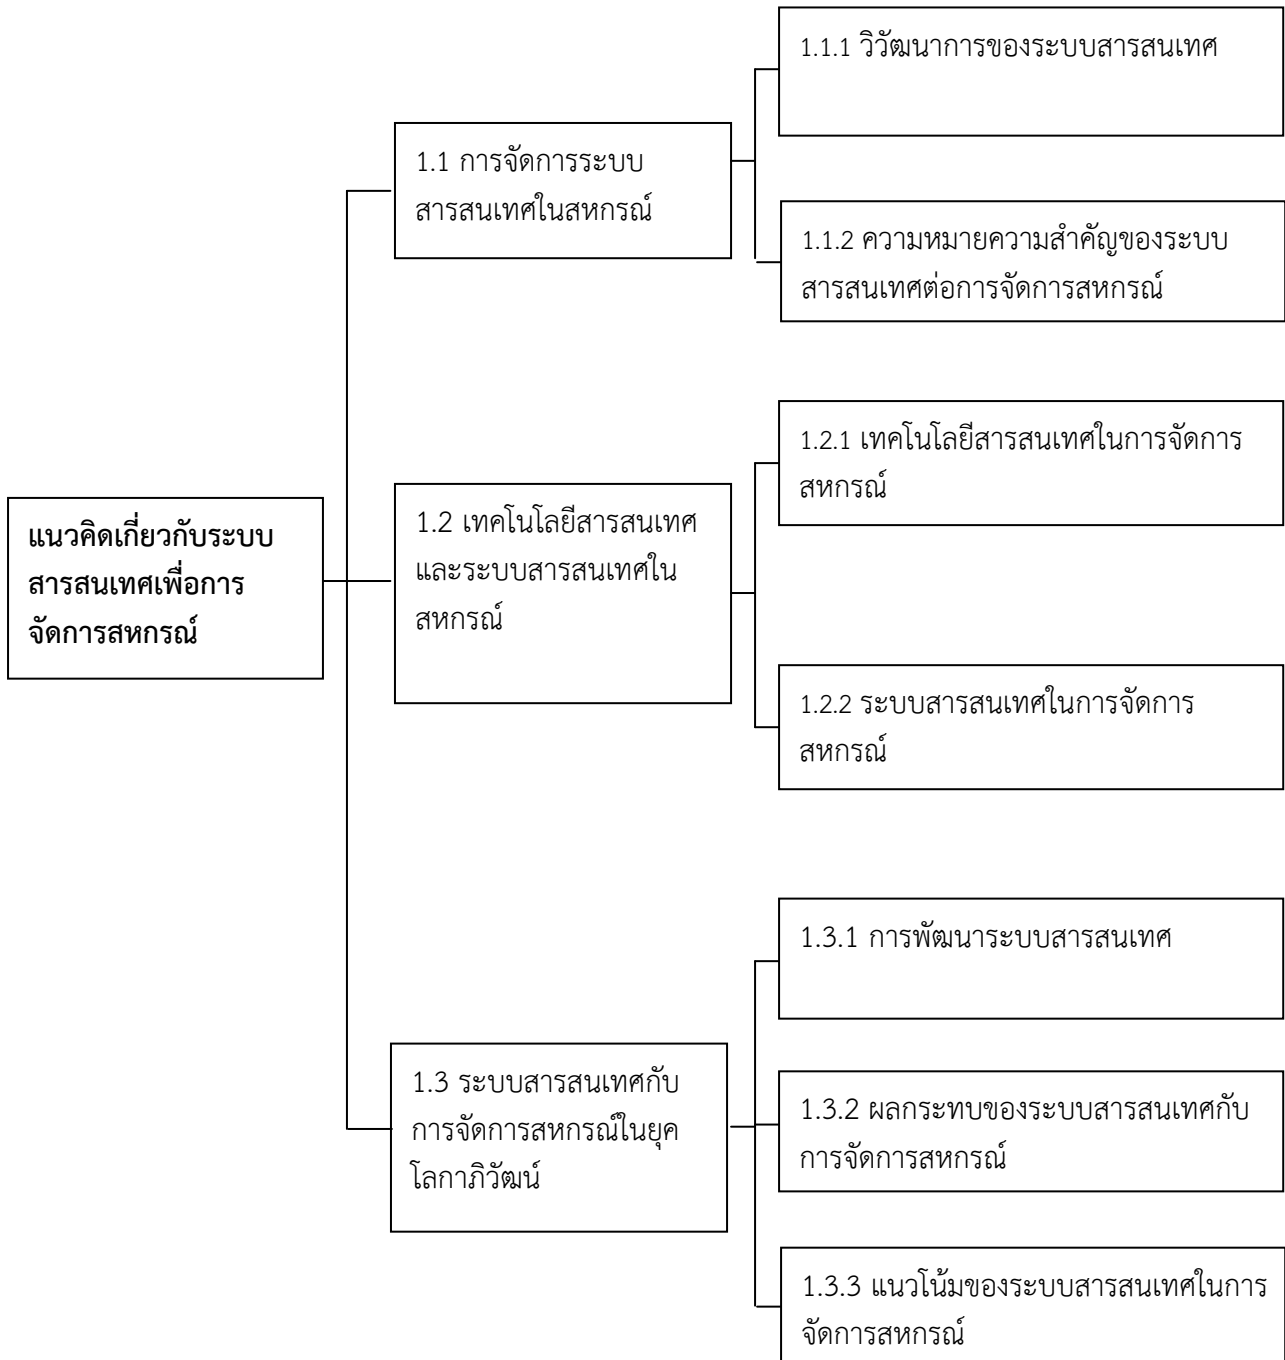 แนวคิดเกี่ยวกับระบบ
สารสนเทศเพื่อการ
จัดการสหกรณ์
1.1 การจัดการระบบ
สารสนเทศในสหกรณ์
1.1.1 วิวัฒนาการของระบบสารสนเทศ
1.1.2 ความหมายความสำคัญของระบบ
สารสนเทศต่อการจัดการสหกรณ์
1.2 เทคโนโลยีสารสนเทศ
และระบบสารสนเทศใน
สหกรณ์
1.2.1 เทคโนโลยีสารสนเทศในการจัดการ
สหกรณ์
1.2.2 ระบบสารสนเทศในการจัดการ
สหกรณ์
1.3 ระบบสารสนเทศกับ
การจัดการสหกรณ์ในยุค
โลกาภิวัฒน์
1.3.1 การพัฒนาระบบสารสนเทศ
1.3.2 ผลกระทบของระบบสารสนเทศกับ
การจัดการสหกรณ์
1.3.3 แนวโน้มของระบบสารสนเทศในการ
จัดการสหกรณ์